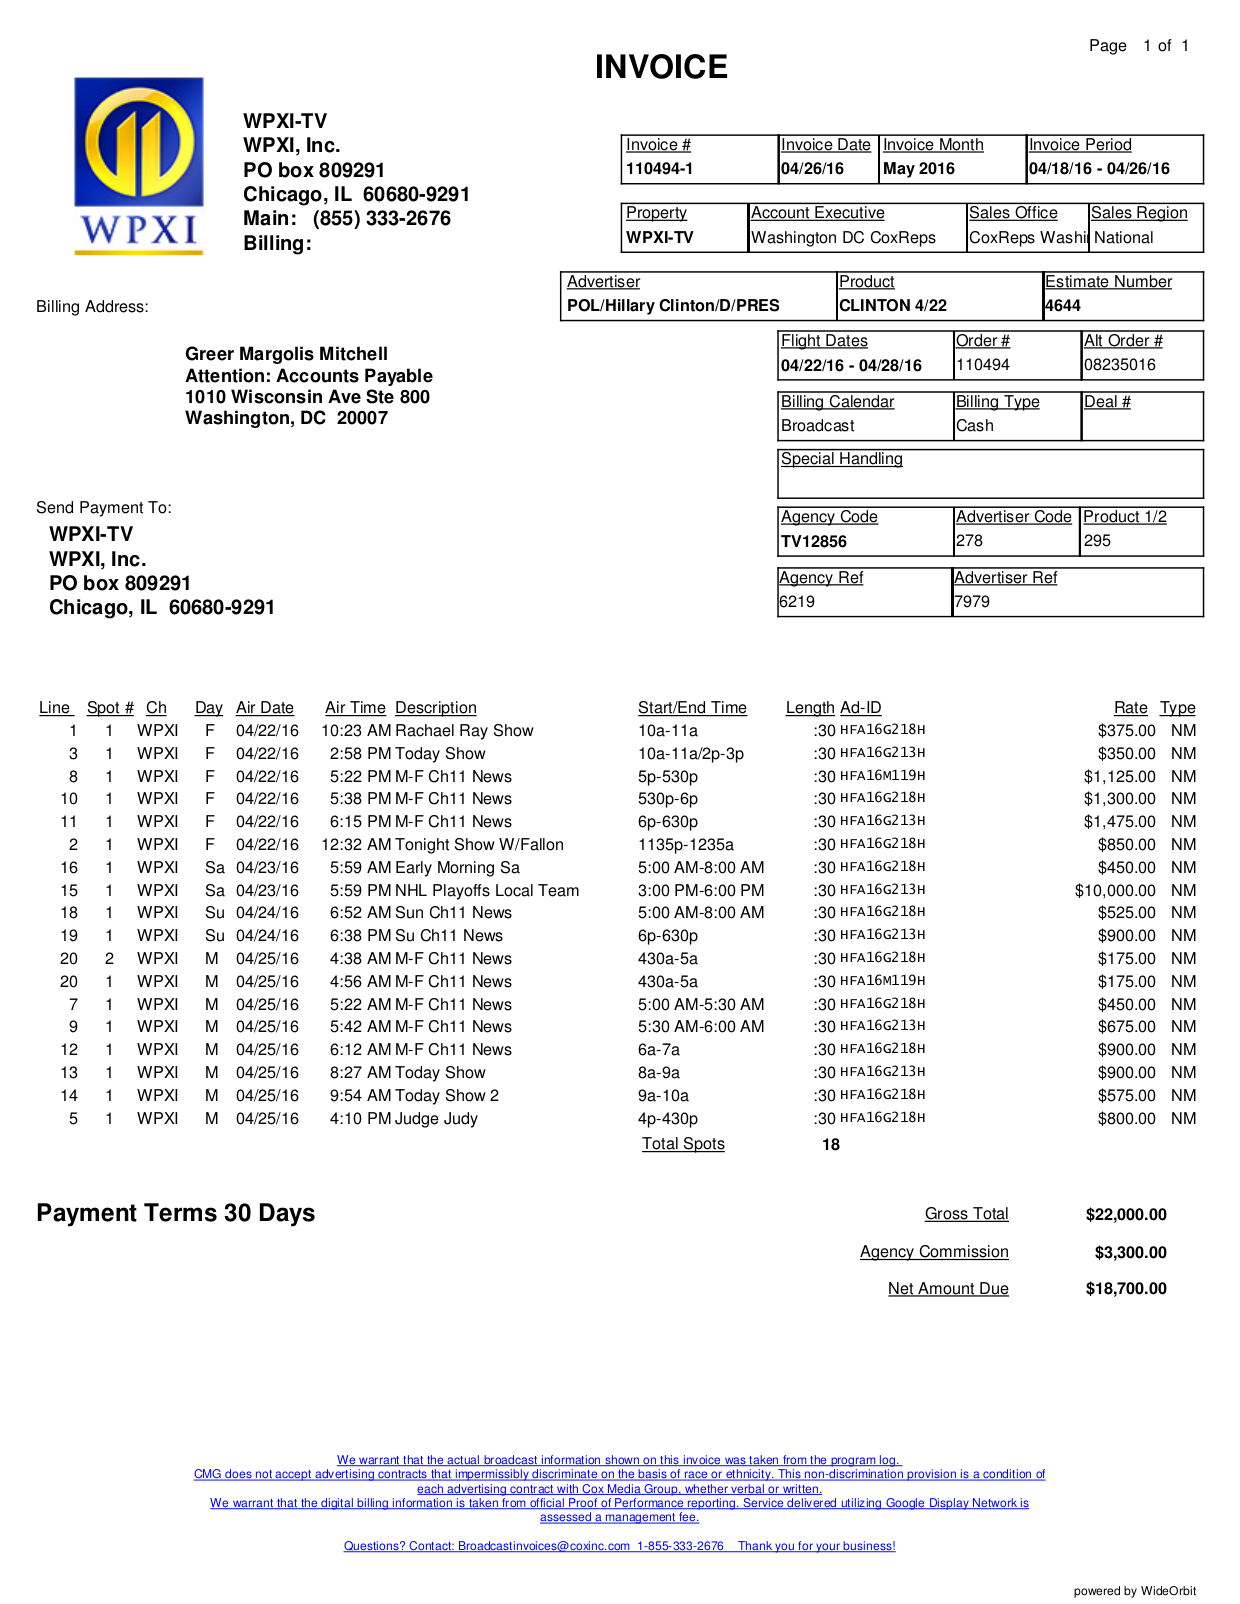 Page 1 of 1
INVOICE
WPXI
WPXI-TV
WPXI, Inc.
PO box 809291
Chicago, IL 60680-9291
Main: (855) 333-2676
Billing:
Invoice # Invoice Date Invoice Month Invoice Period
110494-1 04/26/16 May 2016 04/18/16 - 04/26/16
Property Account Executive Sales Office Sales Region
WPXI-TV Washington DC CoxReps CoxReps Washi National
Advertiser Product Estimate Number
POL/Hillary Clinton/D/PRES CLINTON 4/22 4644
Billing Address:
Greer Margolis Mitchell
Attention: Accounts Payable
1010 Wisconsin Ave Ste 800
Washington, DC 20007
Flight Dates Order # Alt Order #
04/22/16 - 04/28/16 110494 08235016
Billing Calendar Billing Type Deal #
Broadcast Cash
Special Handling
Send Payment To:
WPXI-TV
WPXI, Inc.
PO box 809291
Chicago, IL 60680-9291
Agency Code Advertiser Code Product 1/2
TV12856 278 295
Agency Ref Advertiser Ref
6219 7979
Line Spot # Ch Day Air Date Air Time Description Start/End Time Length Ad-ID Rate Type
1 1 WPXI F 04/22/16 10:23 AM Rachael Ray Show 10a-11a :30 HFA16G218H $375.00 NM
3 1 WPXI F 04/22/16 2:58 PM Today Show 10a-11a/2p-3p :30 HFA16G213H $350.00 NM
8 1 WPXI F 04/22/16 5:22 PM M-F Ch11 News 5p-530p :30 HFA16M119H $1,125.00 NM
10 1 WPXI F 04/22/16 5:38 PM M-F Ch11 News 530p-6p :30 HFA16G218H $1,300.00 NM
11 1 WPXI F 04/22/16 6:15 PM M-F Ch11 News 6p-630p :30 HFA16G213H $1,475.00 NM
2 1 WPXI F 04/22/16 12:32 AM Tonight Show W/Fallon 1135p-1235a :30 HFA16G218H $850.00 NM
16 1 WPXI Sa 04/23/16 5:59 AM Early Morning Sa 5:00 AM-8:00 AM :30 HFA16G218H $450.00 NM
15 1 WPXI Sa 04/23/16 5:59 PM NHL Playoffs Local Team 3:00 PM-6:00 PM :30 HFA16G213H $10,000.00 NM
18 1 WPXI Su 04/24/16 6:52 AM Sun Ch11 News 5:00 AM-8:00 AM :30 HFA16G218H $525.00 NM
19 1 WPXI Su 04/24/16 6:38 PM Su Ch11 News 6p-630p :30 HFA16G213H $900.00 NM
20 2 WPXI M 04/25/16 4:38 AM M-F Ch11 News 430a-5a :30 HFA16G218H $175.00 NM
20 1 WPXI M 04/25/16 4:56 AM M-F Ch11 News 430a-5a :30 HFA16M119H $175.00 NM
7 1 WPXI M 04/25/16 5:22 AM M-F Ch11 News 5:00 AM-5:30 AM :30 HFA16G218H $450.00 NM
9 1 WPXI M 04/25/16 5:42 AM M-F Ch11 News 5:30 AM-6:00 AM :30 HFA16G213H $675.00 NM
12 1 WPXI M 04/25/16 6:12 AM M-F Ch11 News 6a-7a :30 HFA16G218H $900.00 NM
13 1 WPXI M 04/25/16 8:27 AM Today Show 8a-9a :30 HFA16G213H $900.00 NM
14 1 WPXI M 04/25/16 9:54 AM Today Show 2 9a-10a :30 HFA16G218H $575.00 NM
5 1 WPXI M 04/25/16 4:10 PM Judge Judy 4p-430p :30 HFA16G218H $800.00 NM
Total Spots 18
Payment Terms 30 Days
Gross Total $22,000.00
Agency Commission $3,300.00
Net Amount Due $18,700.00
We warrant that the actual broadcast information shown on this invoice was taken from the program log.
CMG does not accept advertising contracts that impermissibly discriminate on the basis of race or ethnicity. This non-discrimination provision is a condition of
each advertising contract with Cox Media Group, whether verbal or written.
We warrant that the digital billing information is taken from official Proof of Performance reporting. Service delivered utilizing Google Display Network is
assessed a management fee.
Questions? Contact: Broadcastinvoices@coxinc.com 1-855-333-2676 Thank you for your business!
powered by WideOrbit